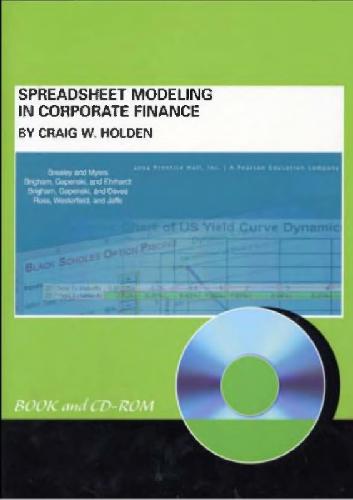 SPREADSHEET MODELING
IN CORPORATE FINANCE
BY CRAIG W. HOLDEN
2004 Prentice Hall, Inc. | A Pearson Education Company
Brealey and Myers
Brigham, Gapenski, and Ehrhardt
Brigham, Gapenski, and Daves
Ross, Westerfield, and Jaffe
Chart of US Yield Curve Dynamic
BLACK SCHOLES OPTION PRICING
BOOK and CD-ROM